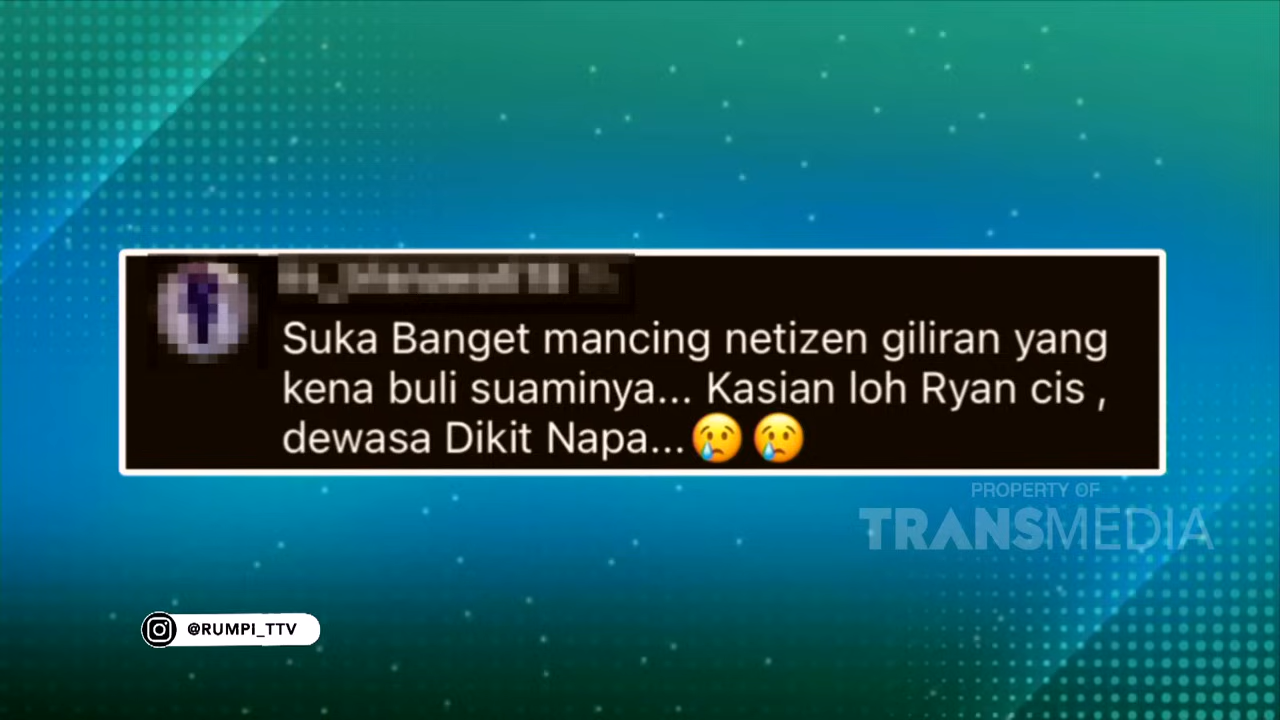 Suka Banget mancing netizen giliran yang
kena buli suaminya... Kasian loh Ryan cis ,
dewasa Dikit Napa...😢😢
PROPERTY OF
TRANSMEDIA
@RUMPI_TTV